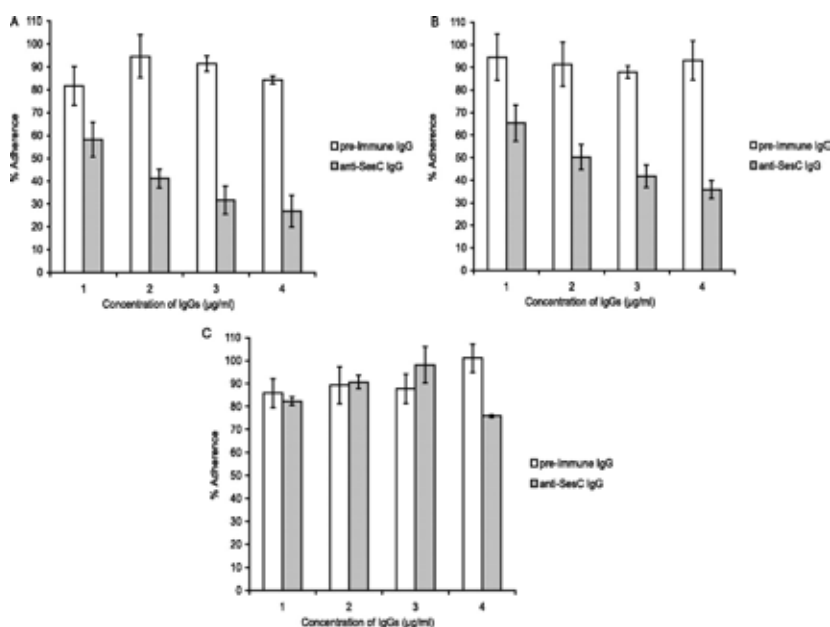 A
110
100
90
80
70
60
50
40
30
20
10
0
% Adherence
1 2 3 4
Concentration of IgGs (µg/ml)
pre-Immune IgG
anti-SesC IgG
B
110
100
90
80
70
60
50
40
30
20
10
0
% Adherence
1 2 3 4
Concentration of IgGs (µg/ml)
pre-Immune IgC
anti-SesC IgG
C
110
100
90
80
70
60
50
40
30
20
10
0
% Adherence
1 2 3 4
Concentration of IgGs (µg/ml)
pre-Immune IgG
anti-SesC IgG